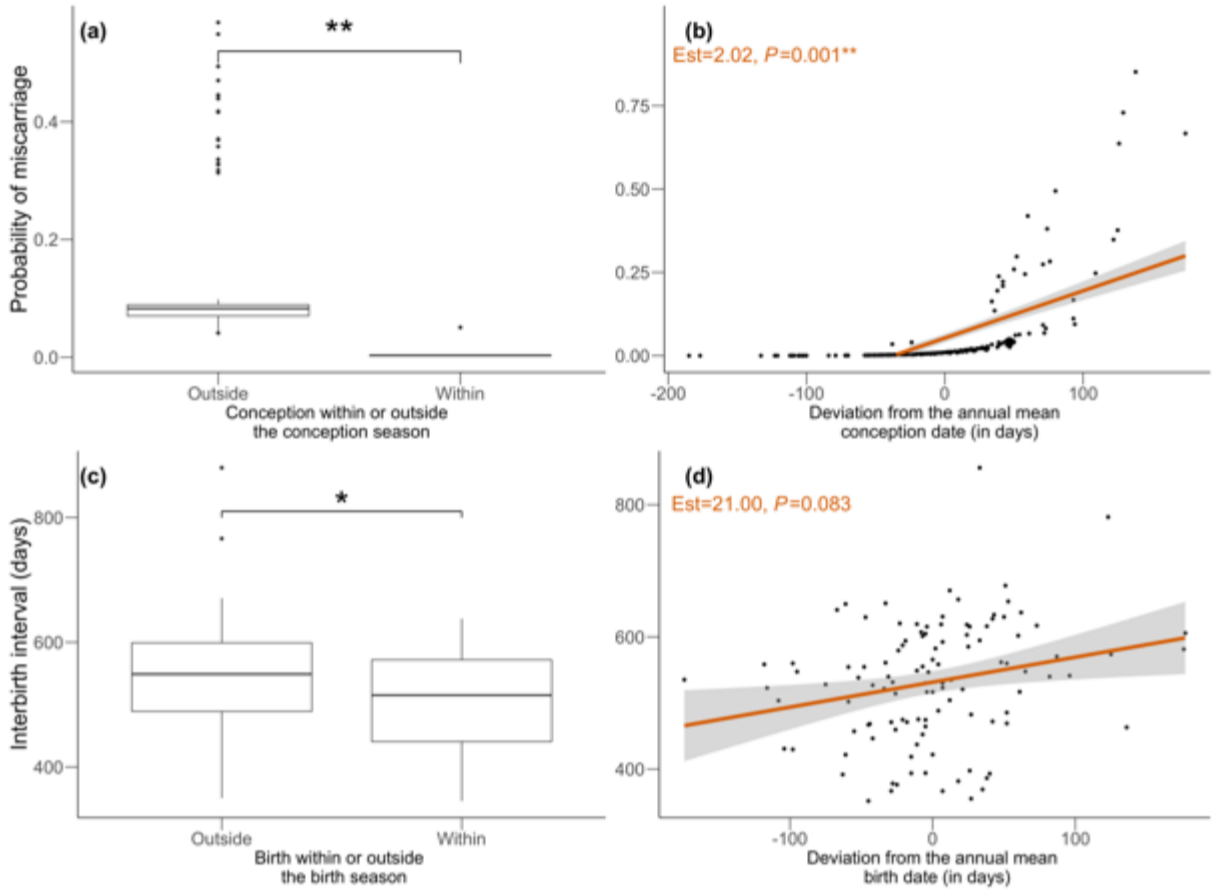 (a)
**
Probability of miscarriage
0.4
0.2
0.0
Outside
Within
Conception within or outside
the conception season
(b)
Est=2.02, P=0.001**
0.75
0.50
0.25
0.00
-200
-100
0
100
Deviation from the annual mean
conception date (in days)
(c)
*
Interbirth interval (days)
800
600
400
Outside
Within
Birth within or outside
the birth season
(d)
Est=21.00, P=0.083
800
600
400
-100
0
100
Deviation from the annual mean
birth date (in days)